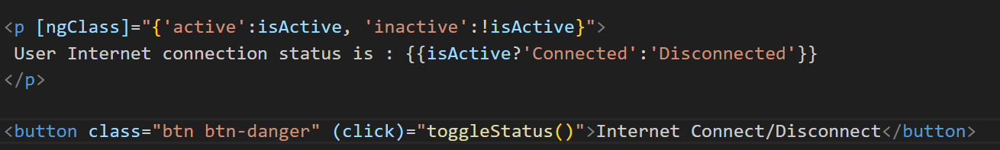 <p [ngClass]="{'active':isActive, 'inactive':!isActive}">
 User Internet connection status is : {{isActive?'Connected':'Disconnected'}}
</p>
<button class="btn btn-danger" (click)="toggleStatus()">Internet Connect/Disconnect</button>